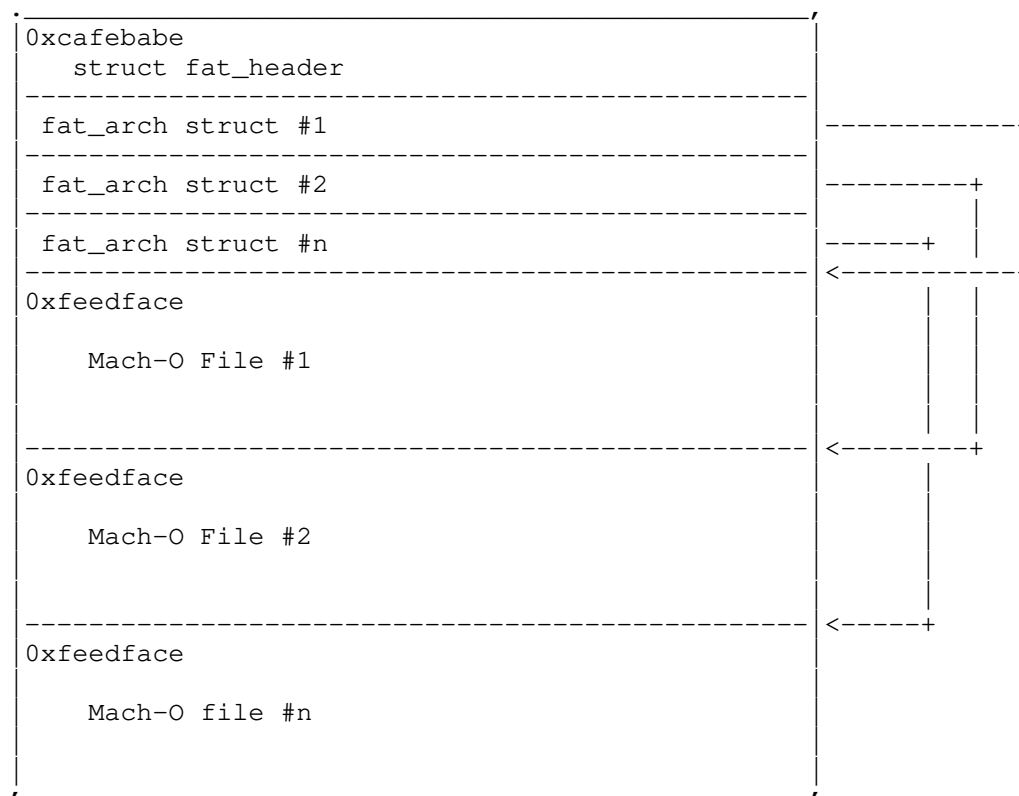 0xcafebabe
struct fat_header
fat_arch struct #1
fat_arch struct #2
fat_arch struct #n
0xfeedface
Mach-O File #1
0xfeedface
Mach-O File #2
0xfeedface
Mach-O file #n